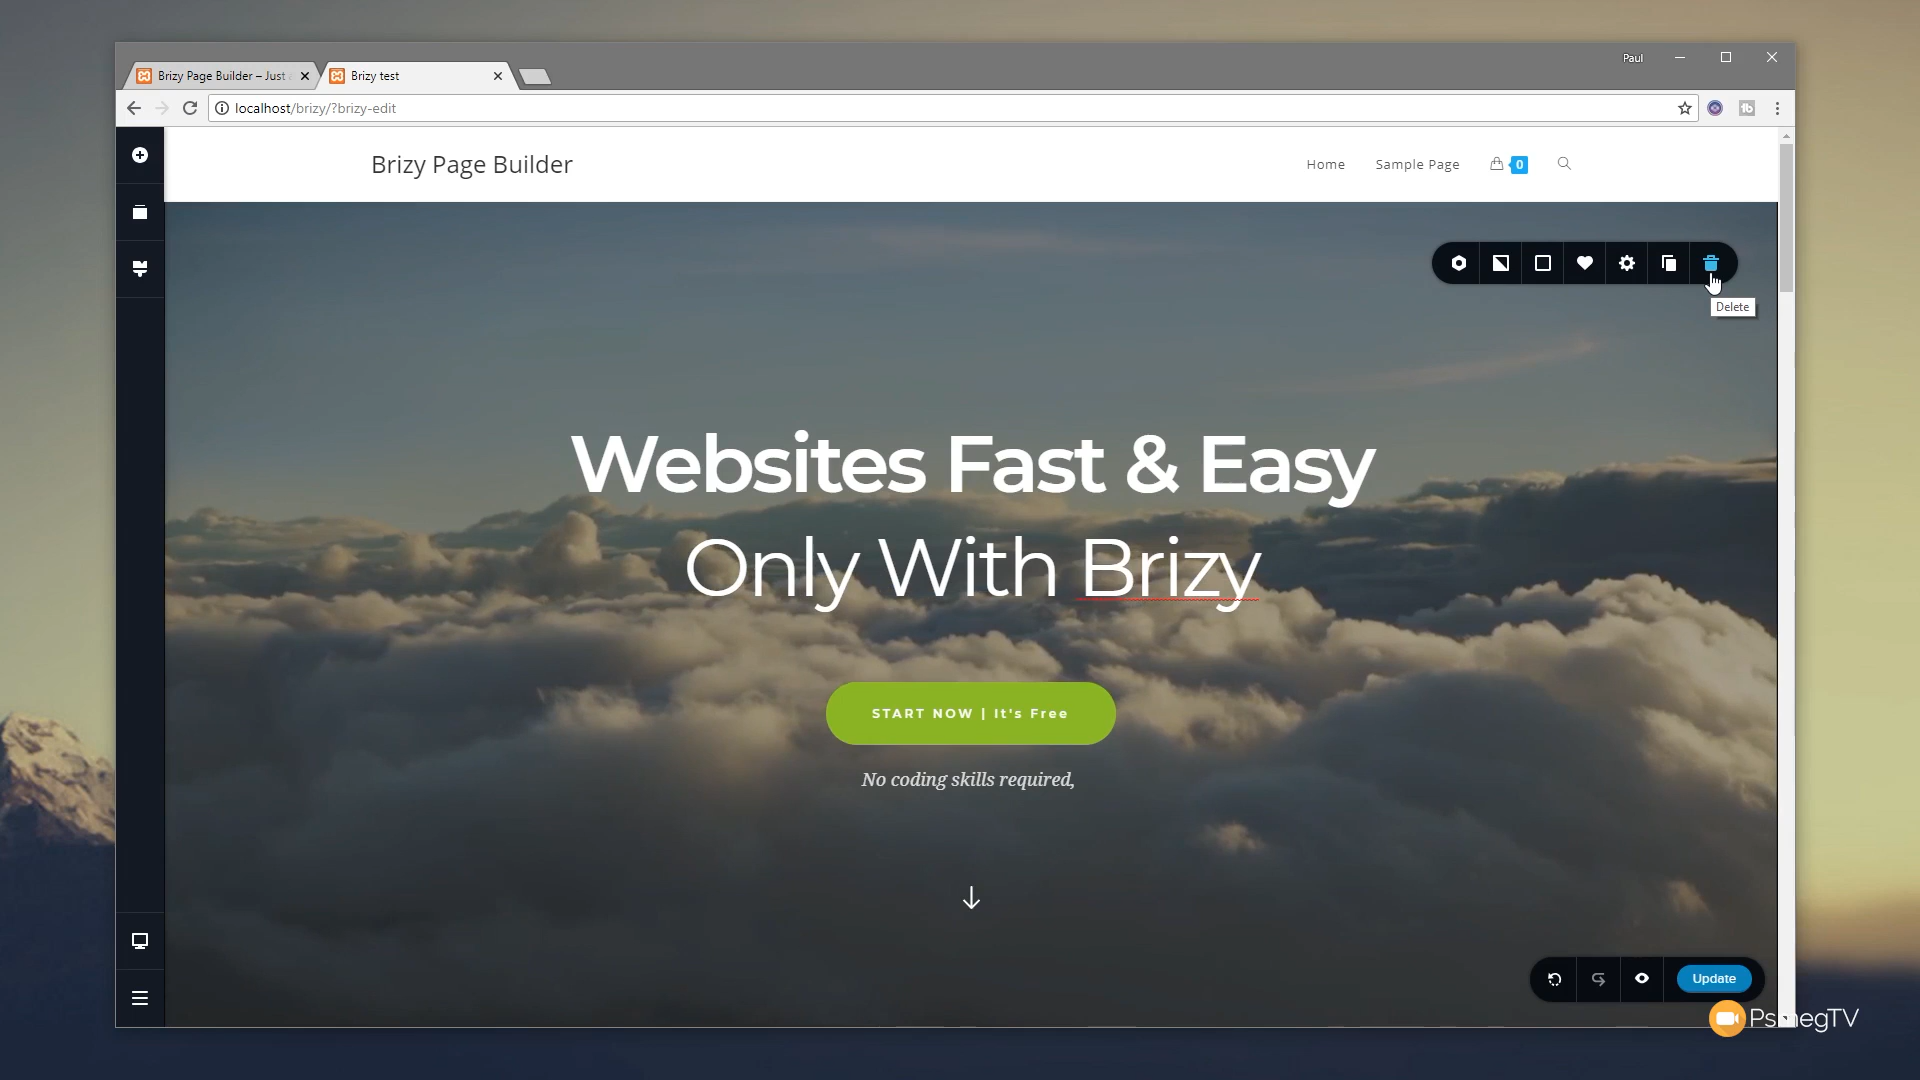 Paul
Brizy Page Builder – Just
Brizy test
localhost/brizy/?brizy-edit
Brizy Page Builder
Home
Sample Page
0
Delete
Websites Fast & Easy
Only With Brizy
START NOW | It's Free
No coding skills required,
Update